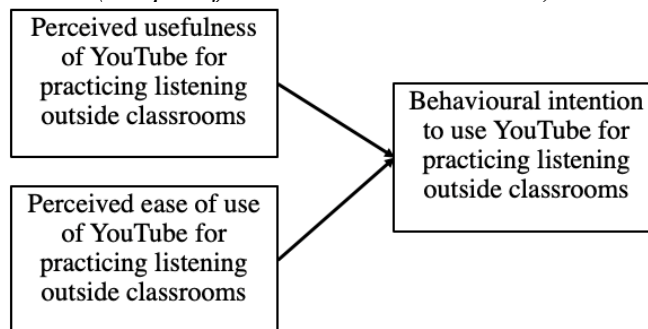 Perceived usefulness
of YouTube for
practicing listening
outside classrooms
Behavioural intention
to use YouTube for
practicing listening
outside classrooms
Perceived ease of use
of YouTube for
practicing listening
outside classrooms